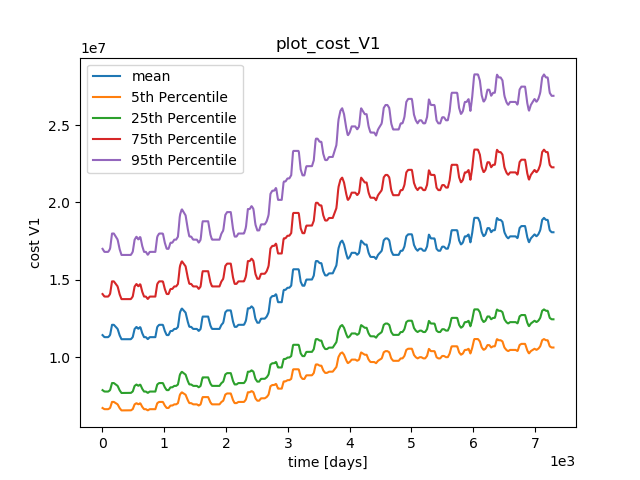 plot_cost_V1
1e7
mean
5th Percentile
25th Percentile
75th Percentile
95th Percentile
2.5
2.0
1.5
1.0
cost V1
0 1 2 3 4 5 6 7
1e3
time [days]